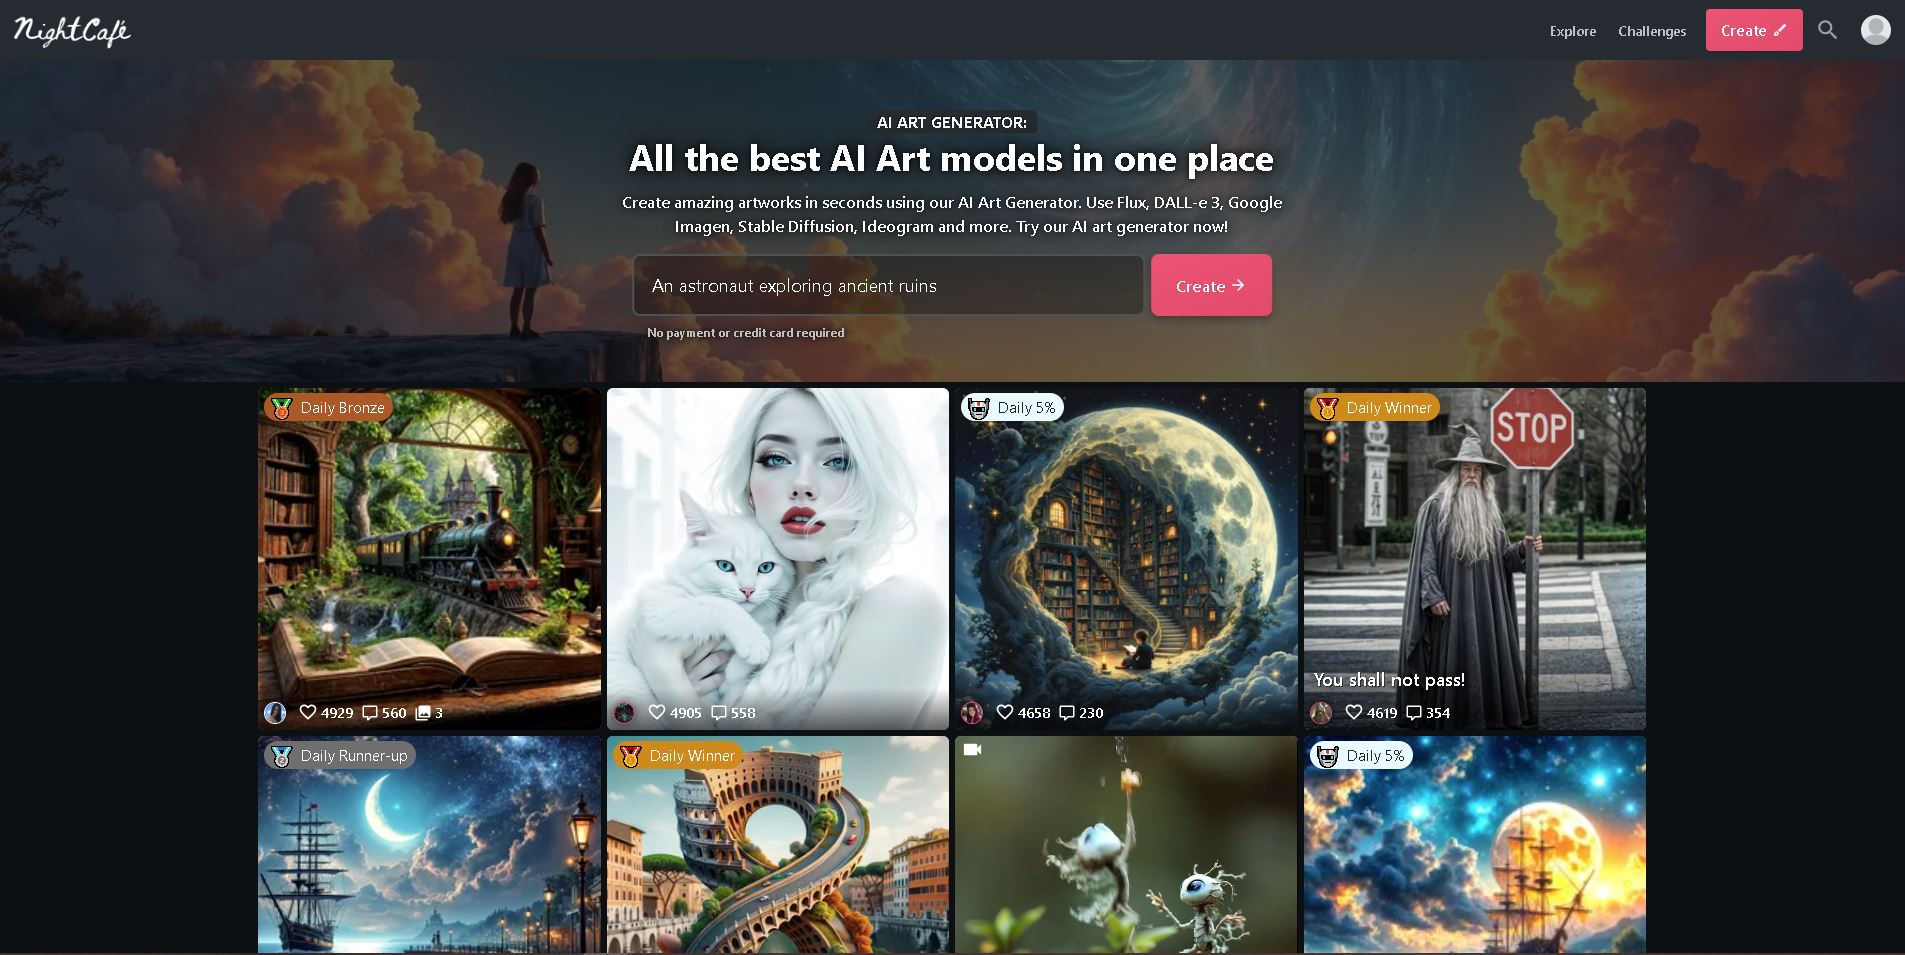 NightCafé
Explore
Challenges
Create
AI ART GENERATOR:
All the best AI Art models in one place
Create amazing artworks in seconds using our AI Art Generator. Use Flux, DALL-e 3, Google
Imagen, Stable Diffusion, Ideogram and more. Try our AI art generator now!
An astronaut exploring ancient ruins
Create →
No payment or credit card required
Daily Bronze
4929 560 3
4905 558
Daily 5%
4658 230
Daily Winner
STOP
You shall not pass!
4619 354
Daily Runner-up
Daily Winner
Daily 5%